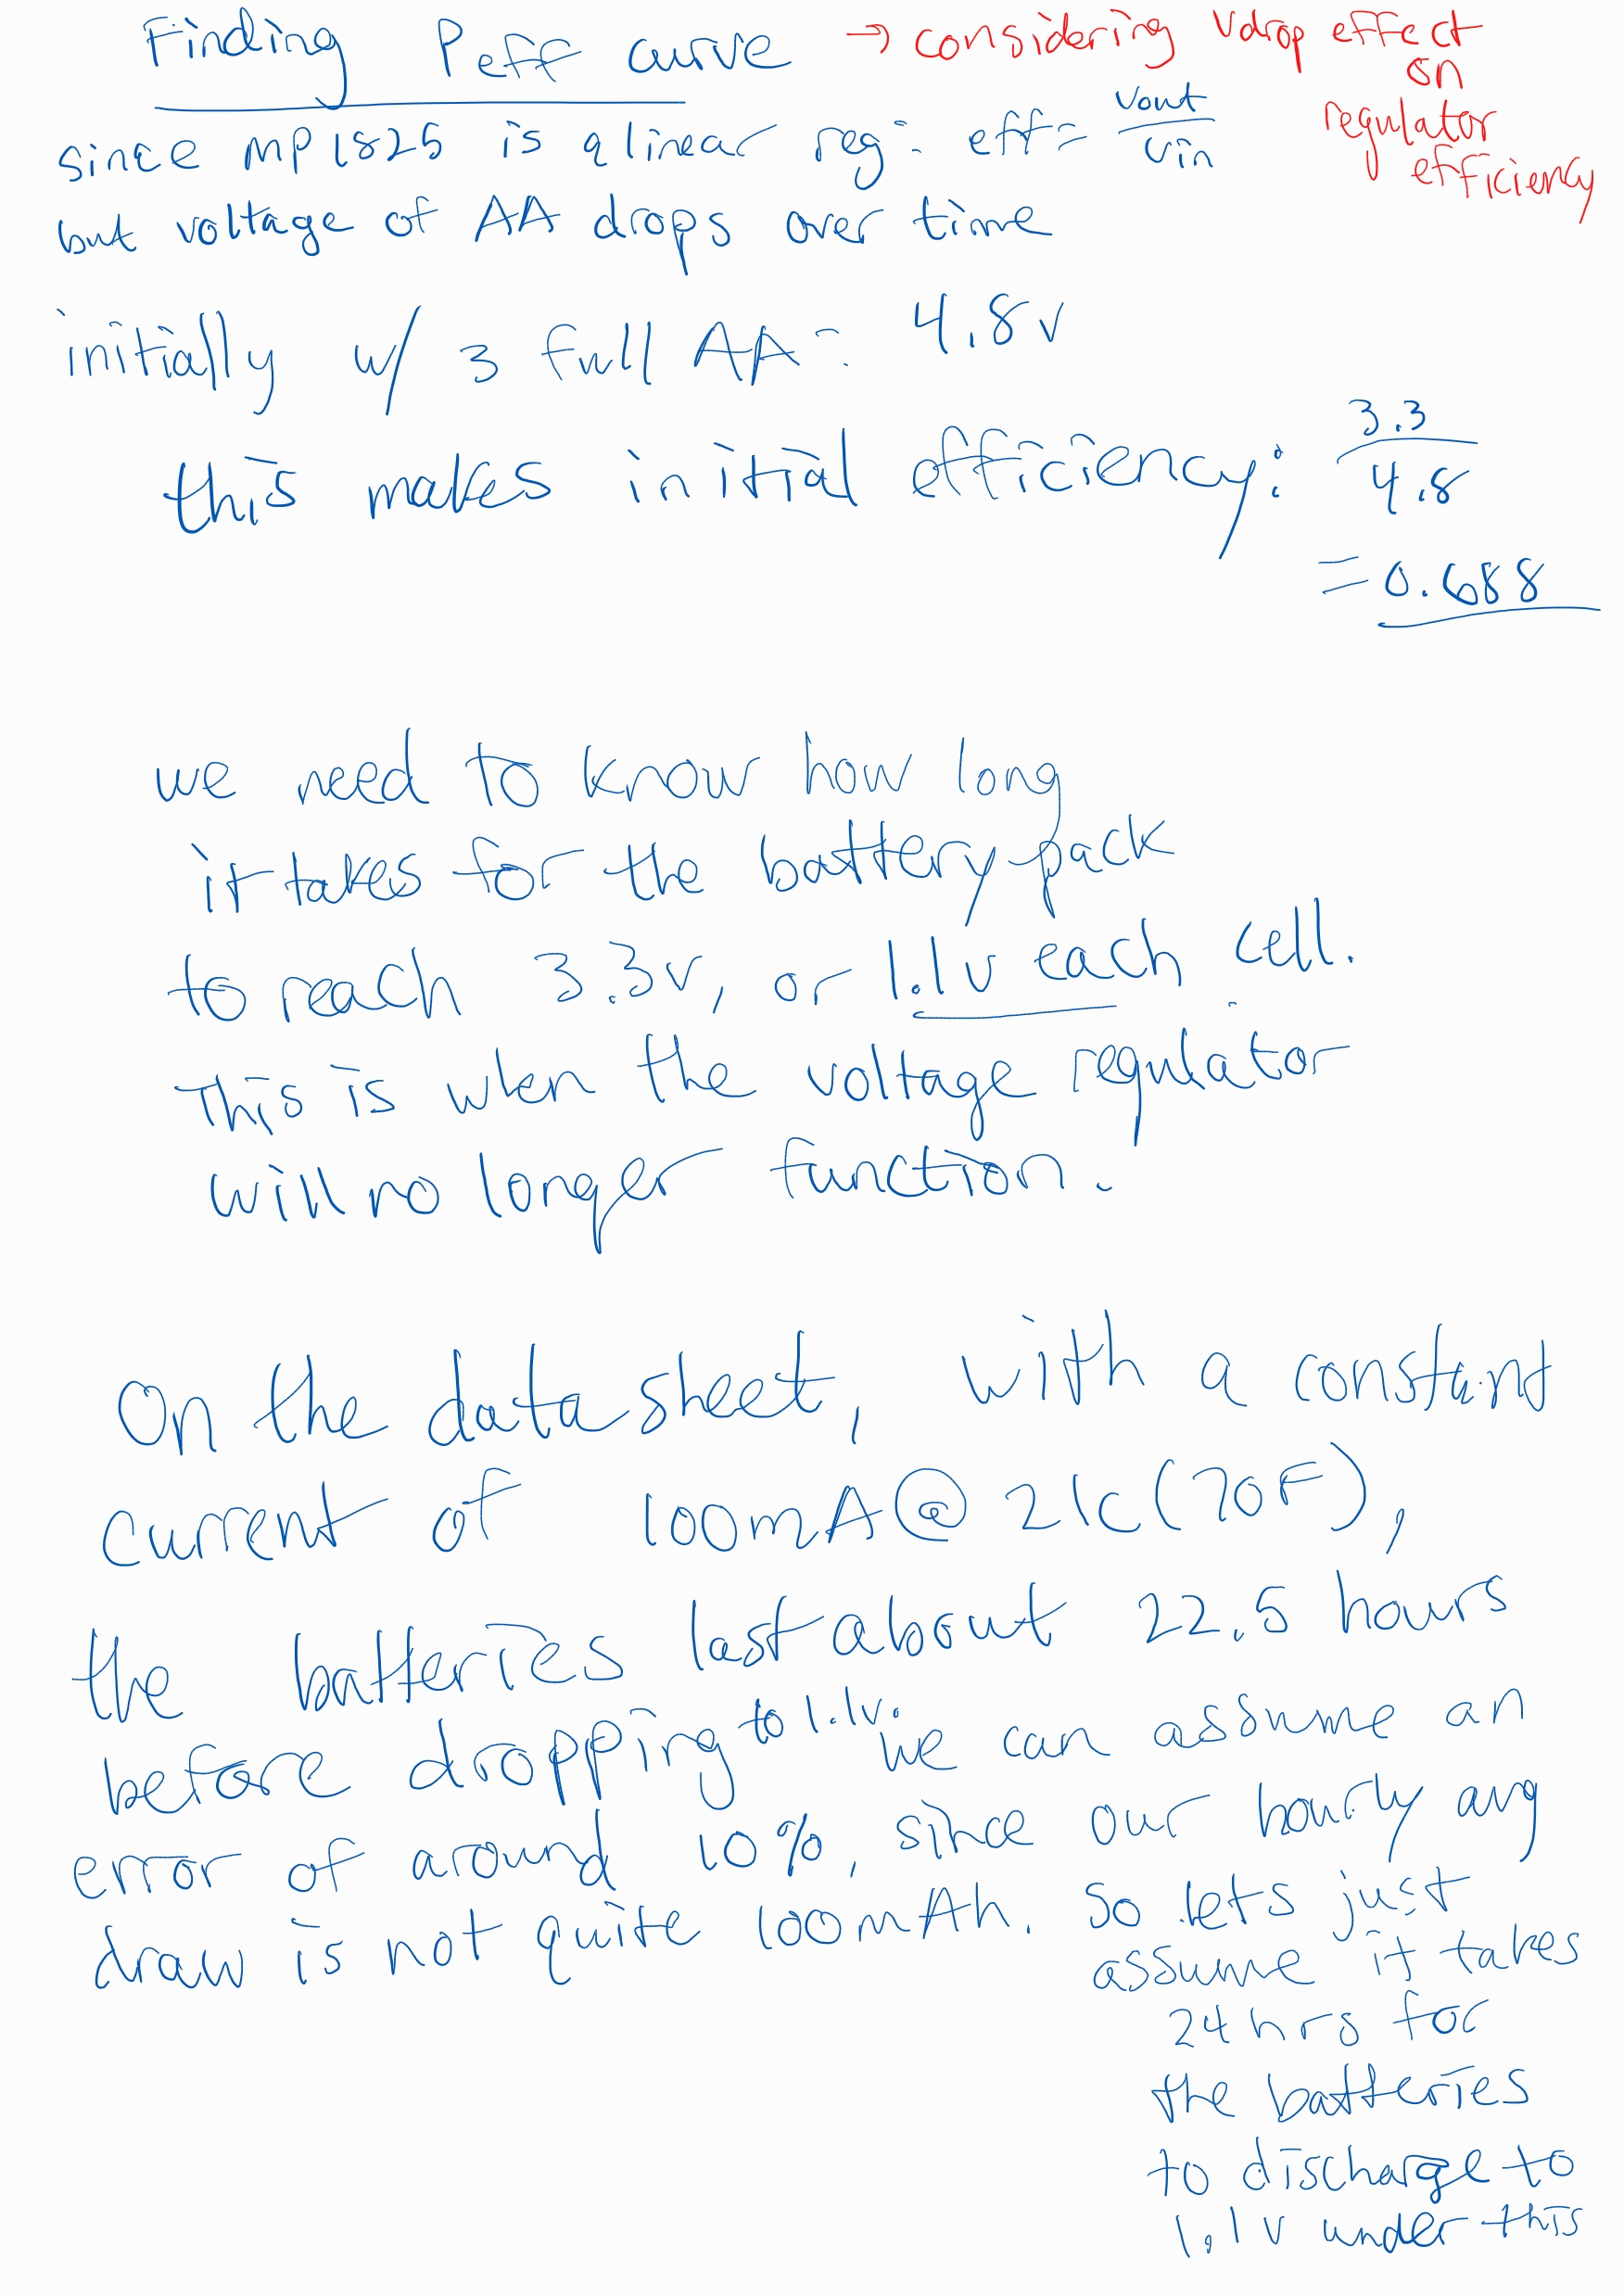 Finding Peff curve → considering Vdrop effect on regulator efficiency
since MP1825 is a linear reg: eff= Vout/Vin
but voltage of AA drops over time
initially w/ 3 full AA= 4.8v
this makes initial efficiency: 3.3/4.8
= 0.688
we need to know how long
it takes for the battery pack
to reach 3.3v, or 1.1v each cell.
This is when the voltage regulator
will no longer function.
On the datasheet, with a constant
current of 100mA@ 21c(70F),
the batteries last about 22.5 hours
before dropping to 1.1v. we can assume an
error of around 10%, since our hourly avg
draw is not quite 100mAh. So lets just
assume it takes
24hrs for
the batteries
to discharge to
1.1v under this